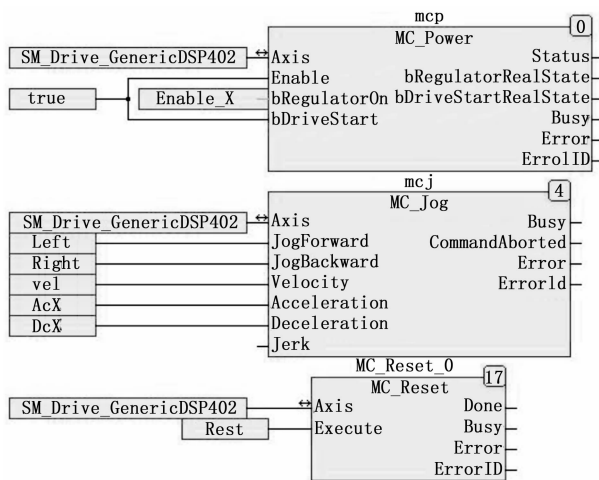 mcp
0
MC_Power
SM_Drive_GenericDSP402 Axis Status
Enable bRegulatorRealState
true Enable_X bRegulatorOn bDriveStartRealState
bDriveStart Busy
Error
ErrolID
mcj
4
MC_Jog
SM_Drive_GenericDSP402 Axis Busy
Left JogForward CommandAborted
Right JogBackward Error
vel Velocity Errorld
AcX Acceleration
DcX Deceleration
Jerk
MC_Reset_0
17
MC_Reset
SM_Drive_GenericDSP402 Axis Done
Rest Execute Busy
Error
ErrorID